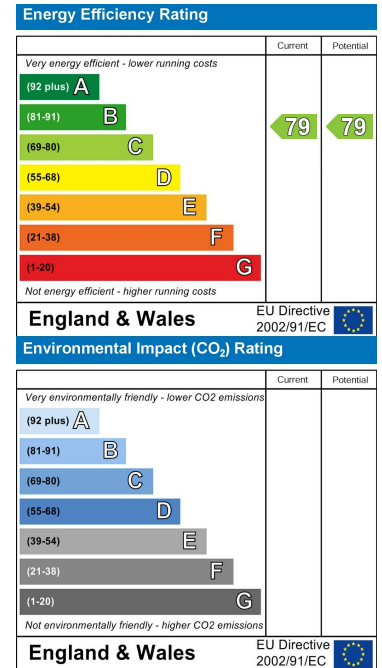 Energy Efficiency Rating
Current Potential
Very energy efficient - lower running costs
(92 plus) A
(81-91) B
(69-80) C
79 79
(55-68) D
(39-54) E
(21-38) F
(1-20) G
Not energy efficient - higher running costs
England & Wales
EU Directive
2002/91/EC
Environmental Impact (CO₂) Rating
Current Potential
Very environmentally friendly - lower CO2 emissions
(92 plus) A
(81-91) B
(69-80) C
(55-68) D
(39-54) E
(21-38) F
(1-20) G
Not environmentally friendly - higher CO2 emissions
England & Wales
EU Directive
2002/91/EC